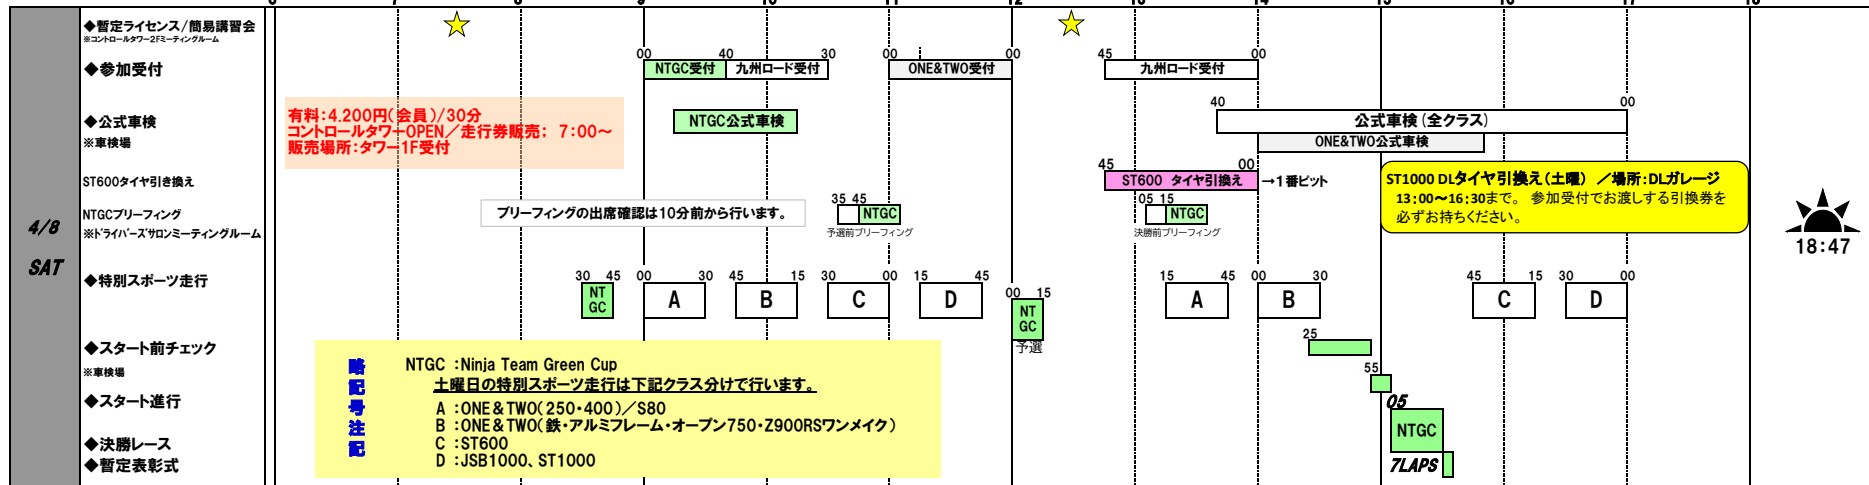 6 7 8 9 10 11 12 13 14 15 16 17 18
◆暫定ライセンス/簡易講習会
※コントロールタワー2Fミーティングルーム
00 40 30 00 00 45 00
◆参加受付
NTGC受付 九州ロード受付 ONE&TWO受付 九州ロード受付
有料:4.200円(会員)/30分
コントロールタワーOPEN/走行券販売: 7:00～
販売場所:タワー1F受付
40 00
◆公式車検
※車検場
NTGC公式車検
公式車検(全クラス)
ONE&TWO公式車検
45 00
ST600タイヤ引き換え
ST600 タイヤ引換え →1番ピット
ST1000 DLタイヤ引換え(土曜) /場所:DLガレージ
13:00～16:30まで。 参加受付でお渡しする引換券を
必ずお持ちください。
NTGCブリーフィング
※ドライバーズサロンミーティングルーム
ブリーフィングの出席確認は10分前から行います。
35 45
NTGC
予選前ブリーフィング
05 15
NTGC
決勝前ブリーフィング
4/8
SAT
18:47
◆特別スポーツ走行
30 45 00 30 45 15 30 00 15 45 00 15 15 45 00 30 45 15 30 00
NT
GC
A B C D
NT
GC
予選
A B C D
◆スタート前チェック
※車検場
25
55
◆スタート進行
05
◆決勝レース
NTGC
◆暫定表彰式
7LAPS
略
記
号
注
記
NTGC :Ninja Team Green Cup
土曜日の特別スポーツ走行は下記クラス分けで行います。
A :ONE&TWO(250・400)/S80
B :ONE&TWO(鉄・アルミフレーム・オープン750・Z900RSワンメイク)
C :ST600
D :JSB1000、ST1000